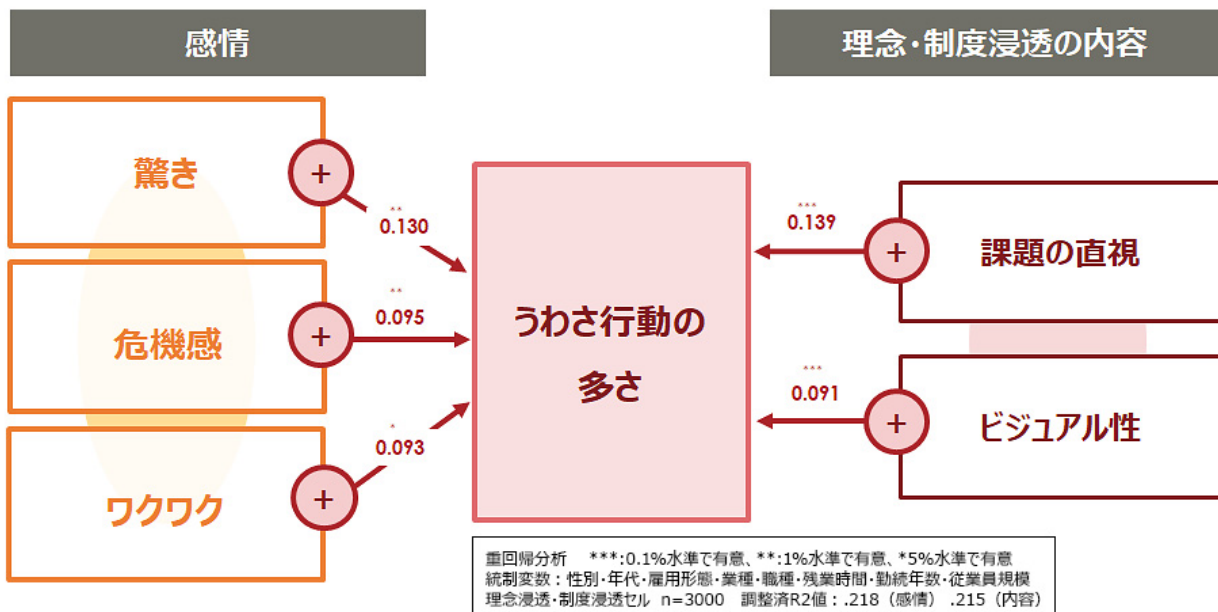 感情
理念・制度浸透の内容
驚き
+
**
0.130
危機感
+
**
0.095
ワクワク
+
*
0.093
うわさ行動の
多さ
***
0.139
+
課題の直視
***
0.091
+
ビジュアル性
重回帰分析 ***:0.1%水準で有意、**:1%水準で有意、*5%水準で有意
統制変数：性別・年代・雇用形態・業種・職種・残業時間・勤続年数・従業員規模
理念浸透・制度浸透セル n=3000 調整済R2値：.218（感情）.215（内容）